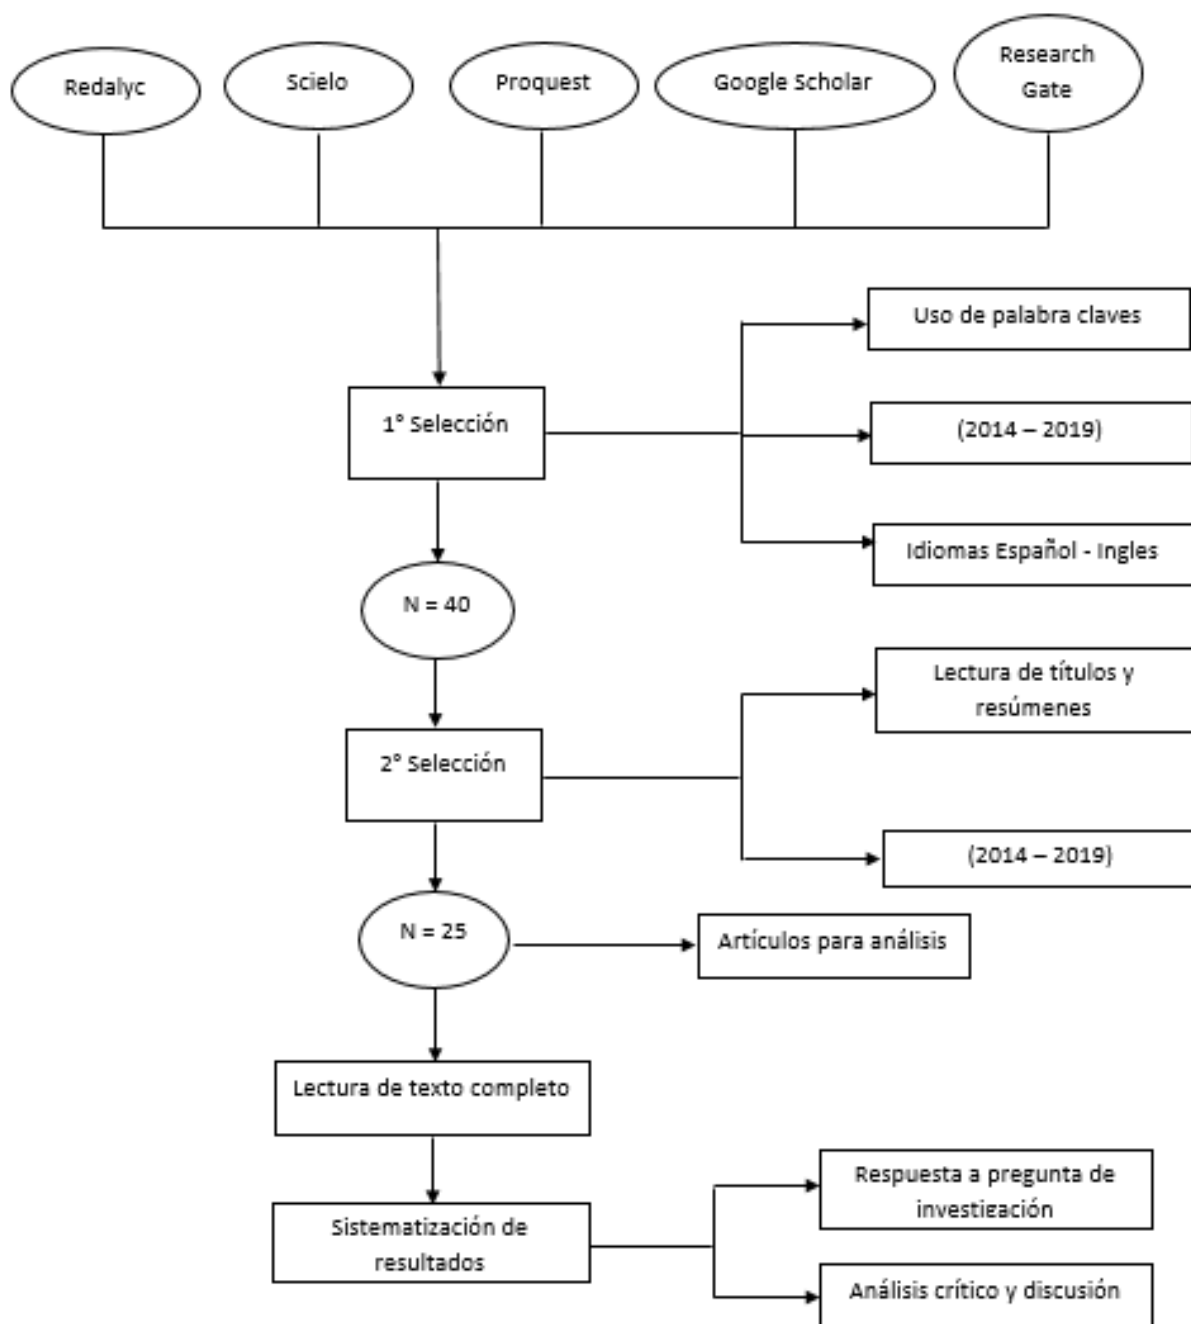 Redalyc
Scielo
Proquest
Google Scholar
Research
Gate
Uso de palabra claves
1° Selección
(2014 – 2019)
Idiomas Español - Ingles
N = 40
Lectura de títulos y
resúmenes
2° Selección
(2014 – 2019)
N = 25
Artículos para análisis
Lectura de texto completo
Respuesta a pregunta de
investigación
Sistematización de
resultados
Análisis crítico y discusión